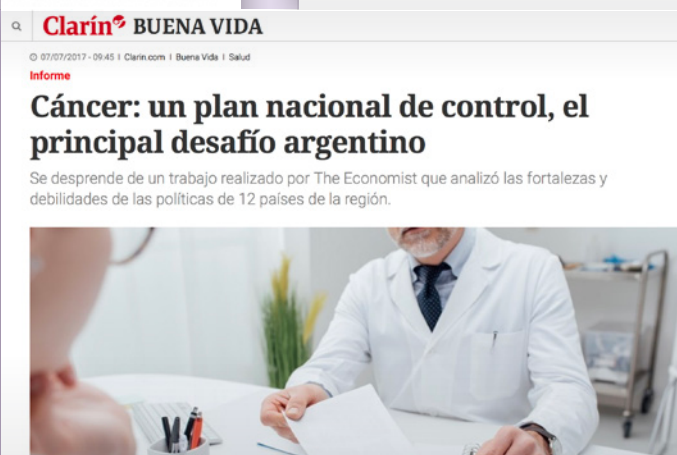 Clarín BUENA VIDA
07/07/2017 - 09:45 | Clarin.com | Buena Vida | Salud
Informe
Cáncer: un plan nacional de control, el
principal desafío argentino
Se desprende de un trabajo realizado por The Economist que analizó las fortalezas y
debilidades de las políticas de 12 países de la región.